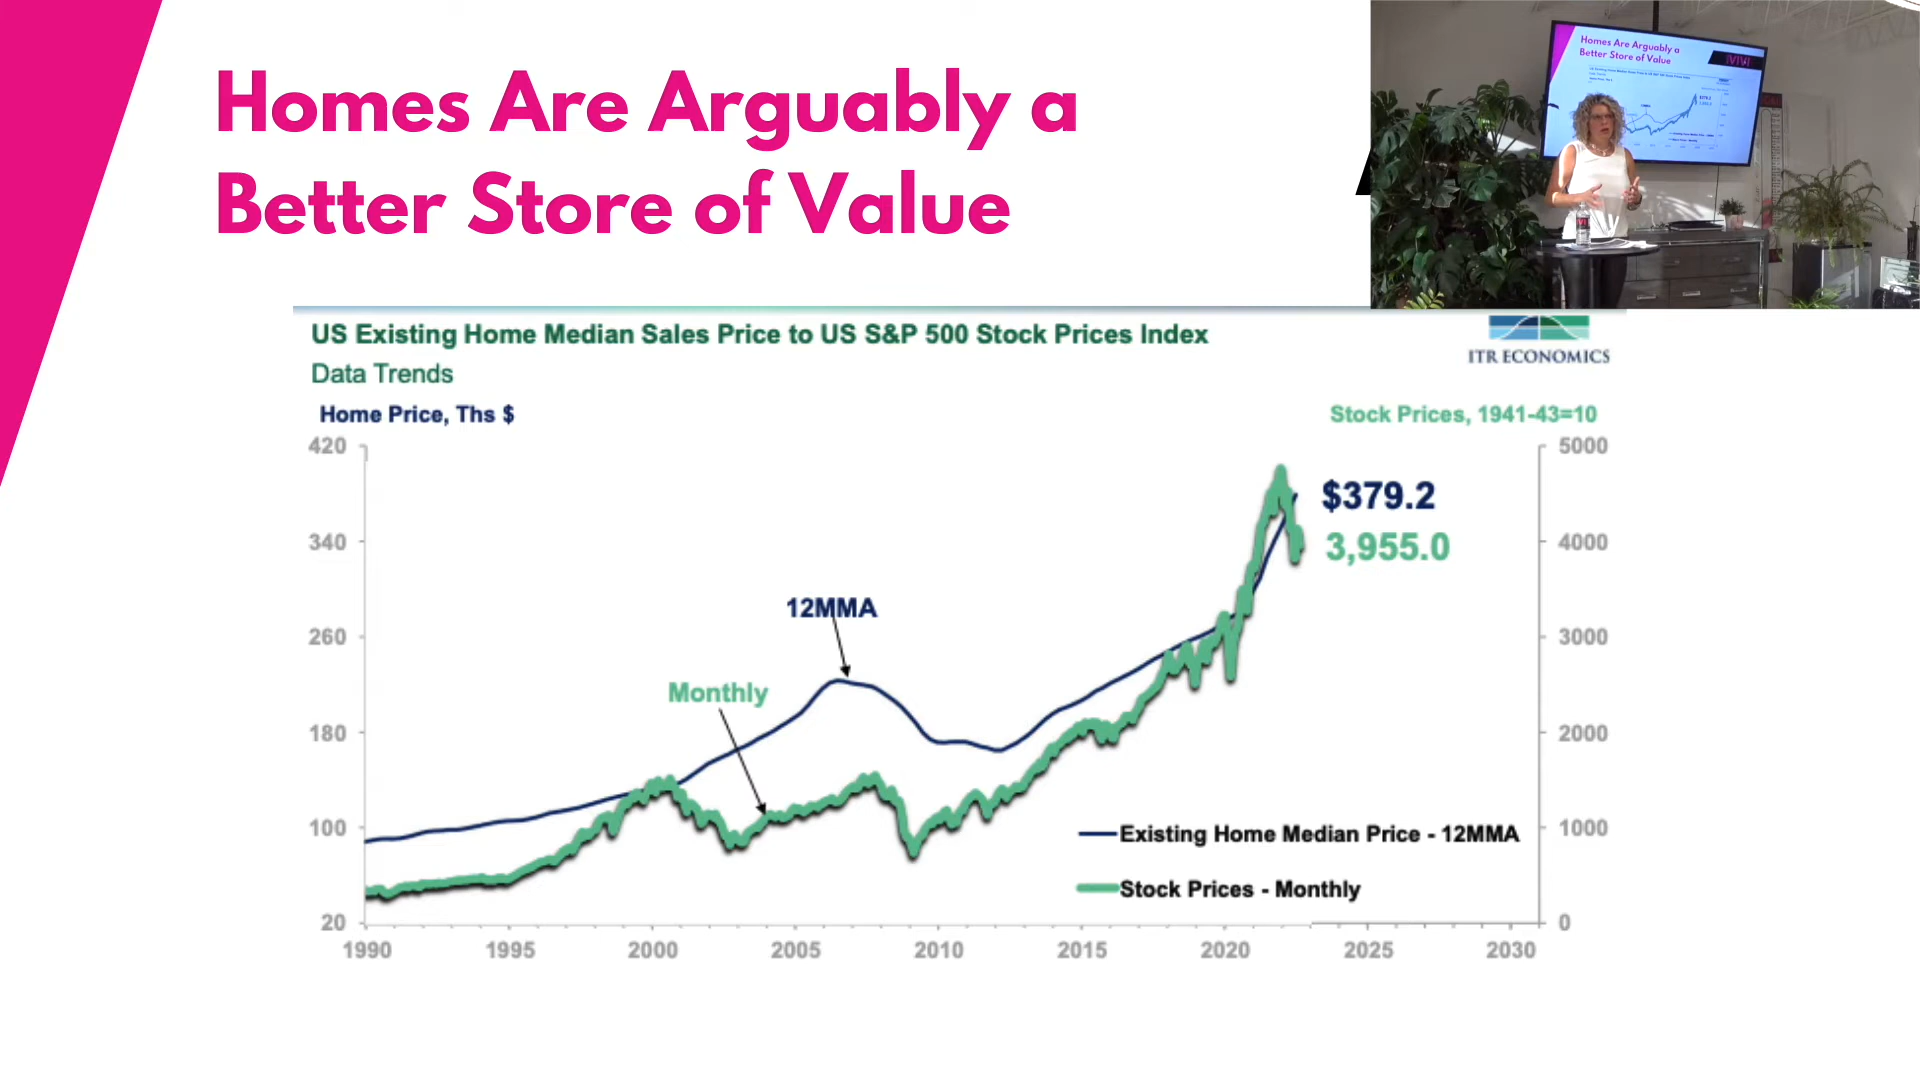 Homes Are Arguably a
Better Store of Value
Homes Are Arguably a
Better Store of Value
VIVI
US Existing Home Median Sales Price to US S&P 500 Stock Prices Index
Data Trends
ITR ECONOMICS
Home Price, Ths $
Stock Prices, 1941-43=10
420
5000
$379.2
340
3,955.0
4000
12MMA
260
3000
Monthly
180
2000
100
Existing Home Median Price - 12MMA
1000
Stock Prices - Monthly
20
0
1990 1995 2000 2005 2010 2015 2020 2025 2030